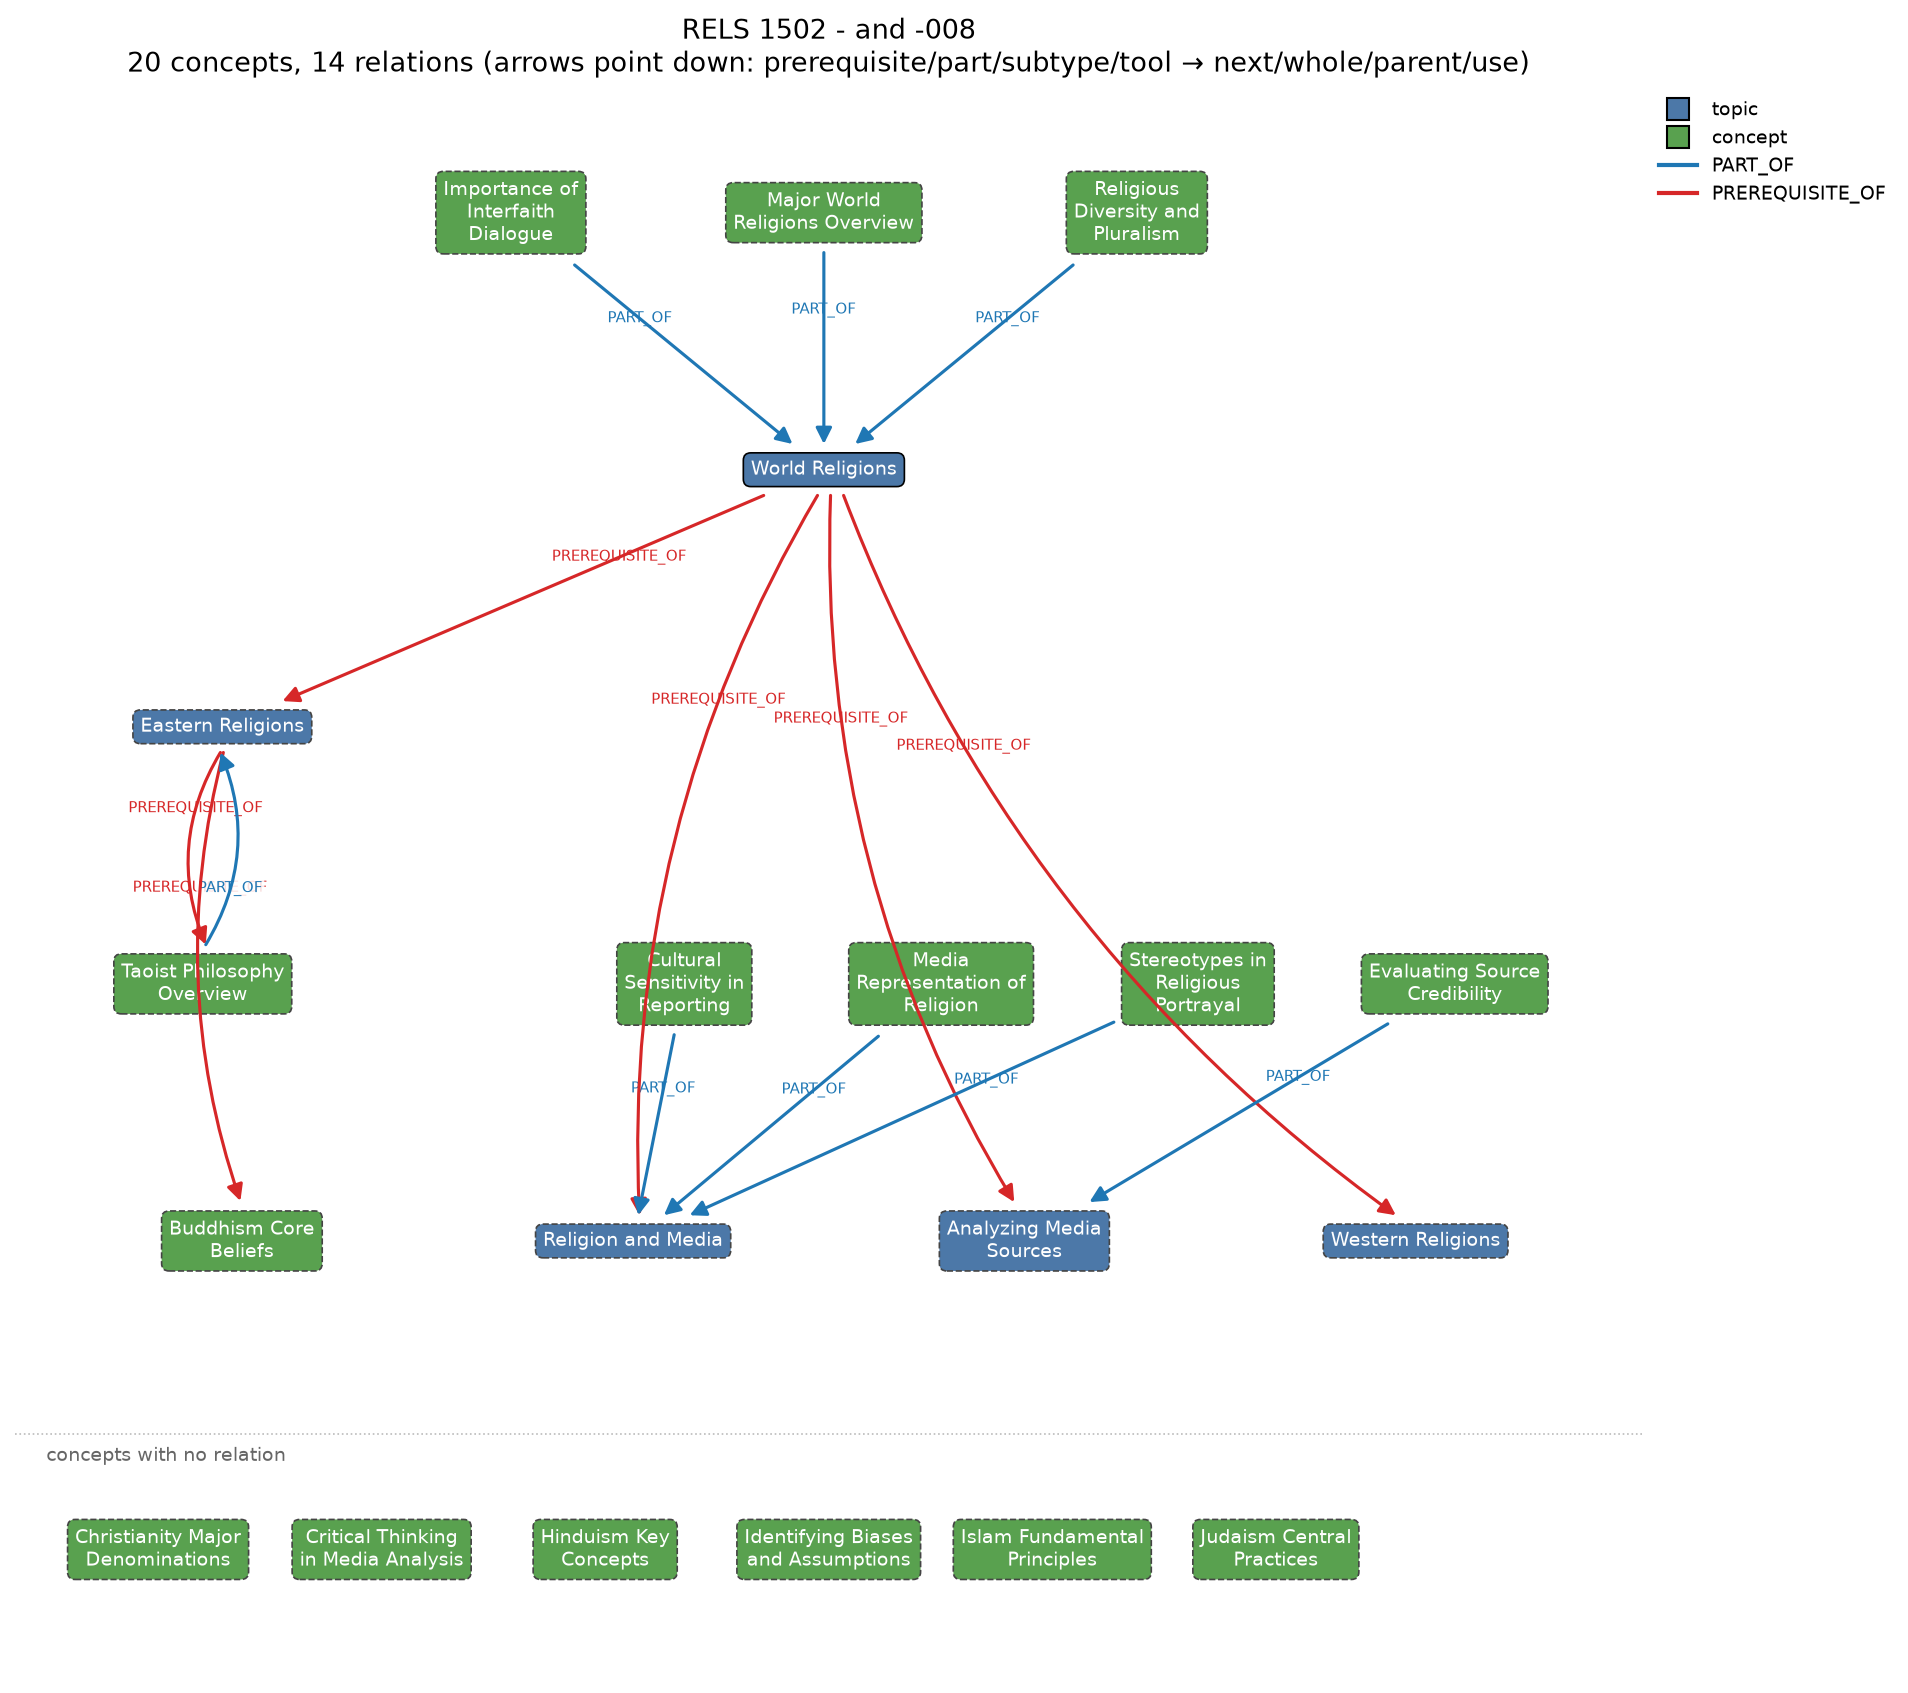 RELS 1502 - and -008
20 concepts, 14 relations (arrows point down: prerequisite/part/subtype/tool → next/whole/parent/use)
topic
concept
PART_OF
PREREQUISITE_OF
Importance of
Interfaith
Dialogue
Major World
Religions Overview
Religious
Diversity and
Pluralism
PART_OF
PART_OF
PART_OF
World Religions
PREREQUISITE_OF
PREREQUISITE_OF
PREREQUISITE_OF
PREREQUISITE_OF
Eastern Religions
PREREQUISITE_OF
PART_OF
Taoist Philosophy
Overview
Cultural
Sensitivity in
Reporting
Media
Representation of
Religion
Stereotypes in
Religious
Portrayal
Evaluating Source
Credibility
PART_OF
PART_OF
PART_OF
PART_OF
Buddhism Core
Beliefs
Religion and Media
Analyzing Media
Sources
Western Religions
concepts with no relation
Christianity Major
Denominations
Critical Thinking
in Media Analysis
Hinduism Key
Concepts
Identifying Biases
and Assumptions
Islam Fundamental
Principles
Judaism Central
Practices